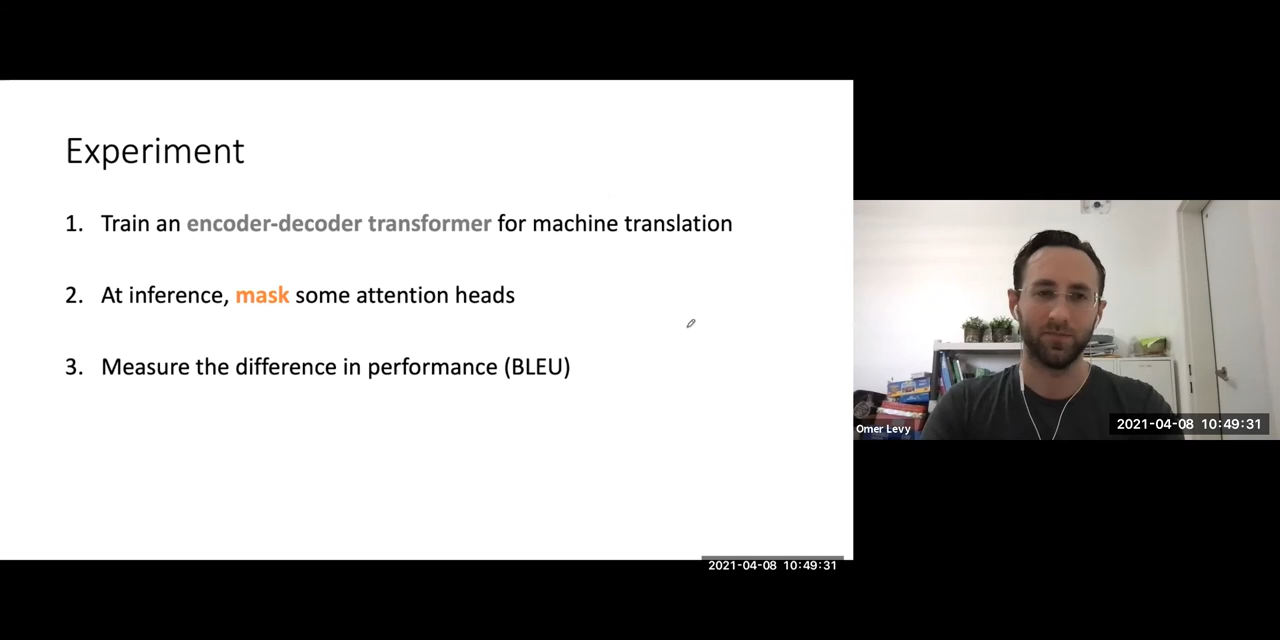 Experiment
1. Train an encoder-decoder transformer for machine translation
2. At inference, mask some attention heads
3. Measure the difference in performance (BLEU)
2021-04-08 10:49:31
Omer Levy
2021-04-08 10:49:31